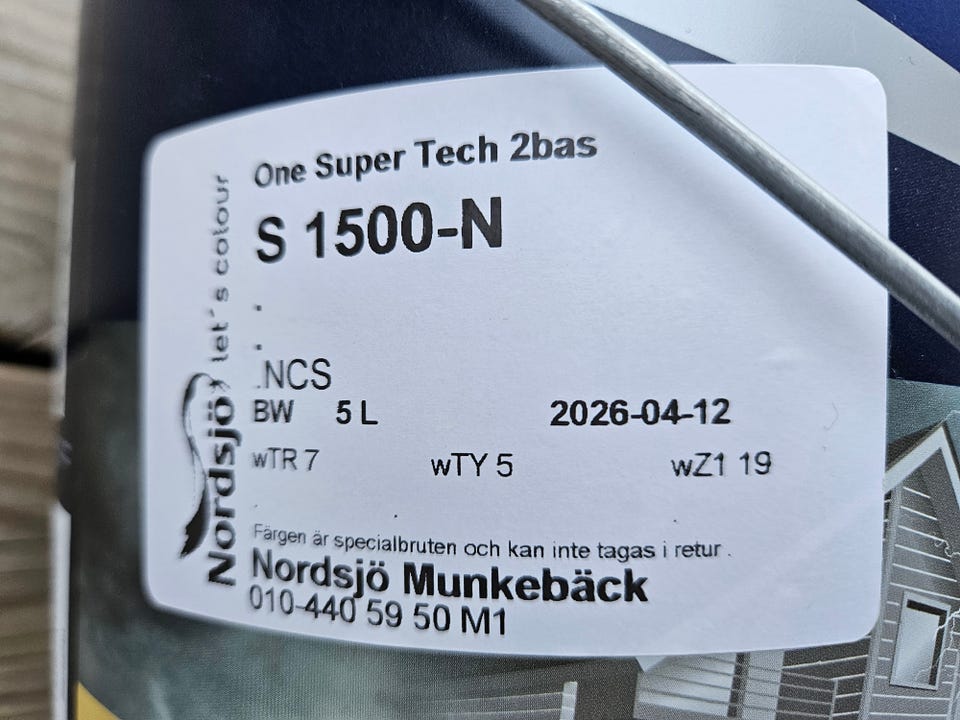 One Super Tech 2bas
S 1500-N
.
.
.NCS
BW 5 L 2026-04-12
wTR 7 wTY 5 wZ1 19
Färgen är specialbruten och kan inte tagas i retur .
Nordsjö Munkebäck
010-440 59 50 M1
Nordsjö let´s colour